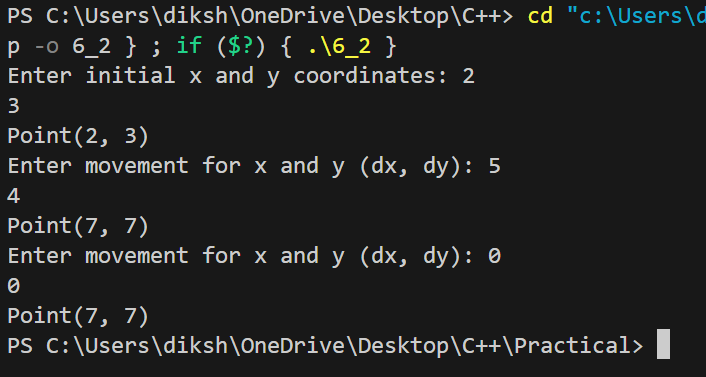 PS C:\Users\diksh\OneDrive\Desktop\C++> cd "c:\Users\d
p -o 6_2 } ; if ($?) { .\6_2 }
Enter initial x and y coordinates: 2
3
Point(2, 3)
Enter movement for x and y (dx, dy): 5
4
Point(7, 7)
Enter movement for x and y (dx, dy): 0
0
Point(7, 7)
PS C:\Users\diksh\OneDrive\Desktop\C++\Practical>